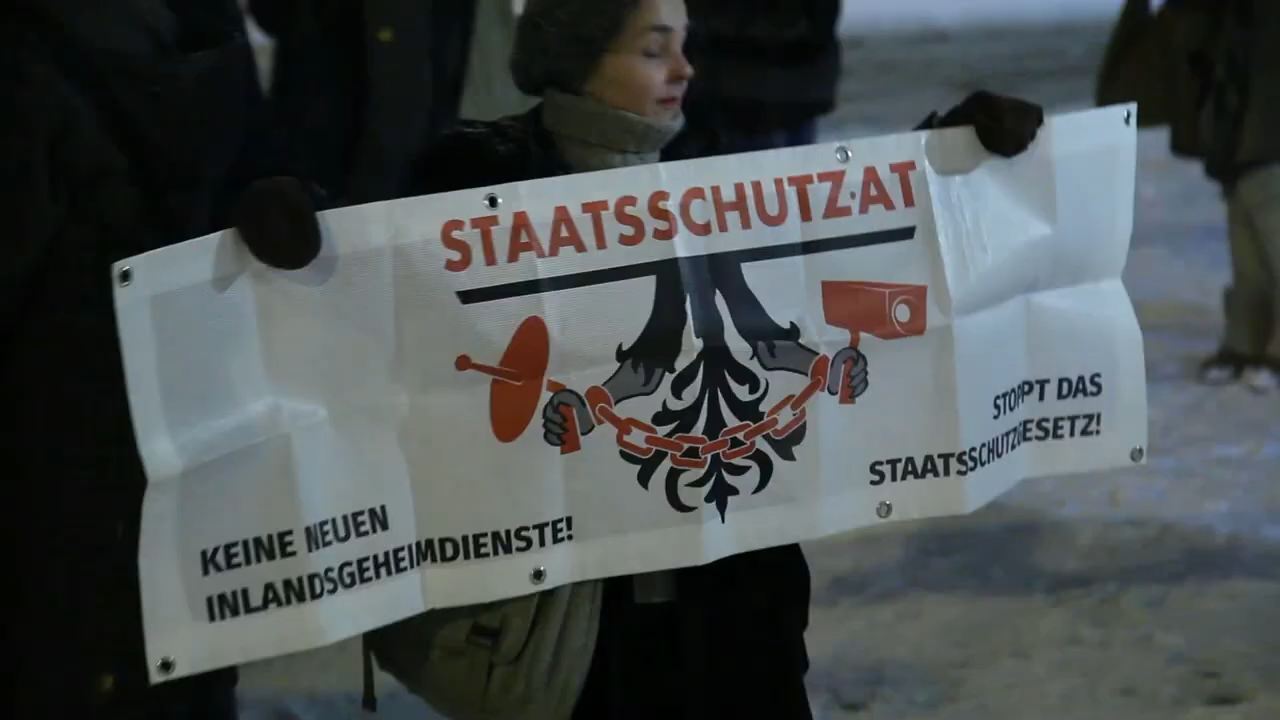 STAATSSCHUTZ.AT
STOPPT DAS
STAATSSCHUTZGESETZ!
KEINE NEUEN
INLANDSGEHEIMDIENSTE!